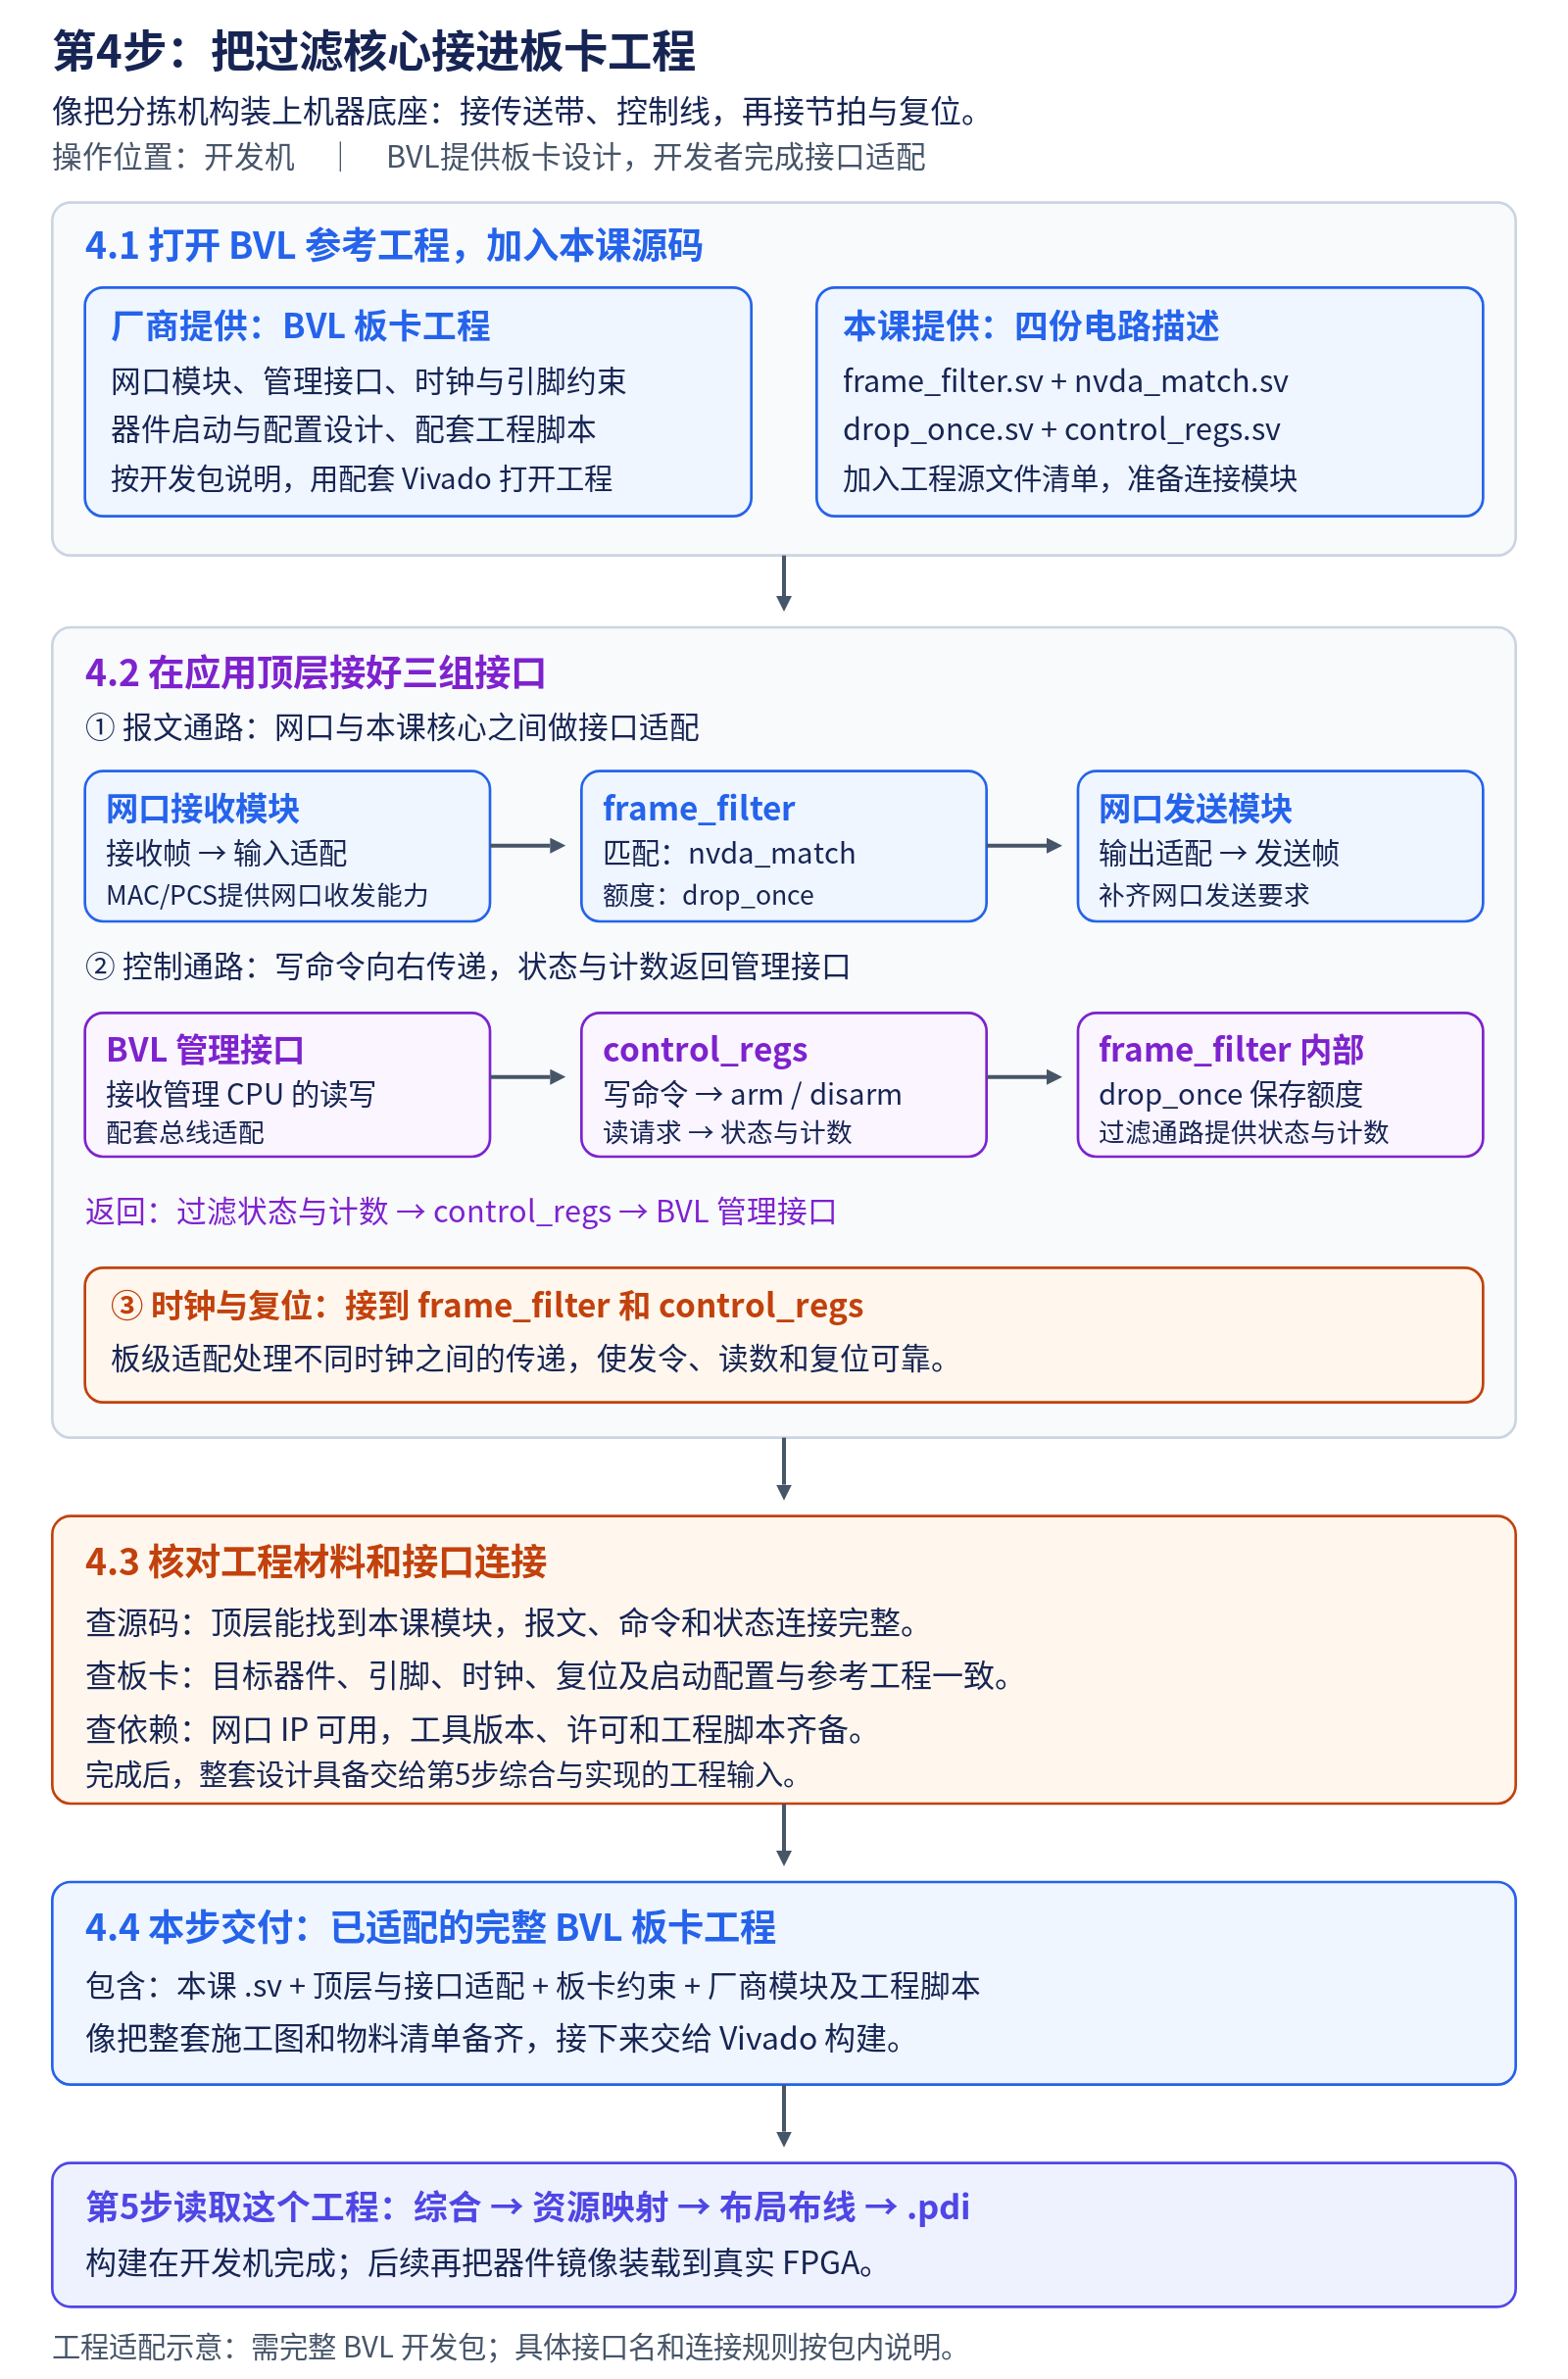 第4步：把过滤核心接进板卡工程
像把分拣机构装上机器底座：接传送带、控制线，再接节拍与复位。
操作位置：开发机 ｜ BVL提供板卡设计，开发者完成接口适配
4.1 打开 BVL 参考工程，加入本课源码
厂商提供：BVL 板卡工程
网口模块、管理接口、时钟与引脚约束
器件启动与配置设计、配套工程脚本
按开发包说明，用配套 Vivado 打开工程
本课提供：四份电路描述
frame_filter.sv + nvda_match.sv
drop_once.sv + control_regs.sv
加入工程源文件清单，准备连接模块
4.2 在应用顶层接好三组接口
① 报文通路：网口与本课核心之间做接口适配
网口接收模块
接收帧 → 输入适配
MAC/PCS提供网口收发能力
frame_filter
匹配：nvda_match
额度：drop_once
网口发送模块
输出适配 → 发送帧
补齐网口发送要求
② 控制通路：写命令向右传递，状态与计数返回管理接口
BVL 管理接口
接收管理 CPU 的读写
配套总线适配
control_regs
写命令 → arm / disarm
读请求 → 状态与计数
frame_filter 内部
drop_once 保存额度
过滤通路提供状态与计数
返回：过滤状态与计数 → control_regs → BVL 管理接口
③ 时钟与复位：接到 frame_filter 和 control_regs
板级适配处理不同时钟之间的传递，使发令、读数和复位可靠。
4.3 核对工程材料和接口连接
查源码：顶层能找到本课模块，报文、命令和状态连接完整。
查板卡：目标器件、引脚、时钟、复位及启动配置与参考工程一致。
查依赖：网口 IP 可用，工具版本、许可和工程脚本齐备。
完成后，整套设计具备交给第5步综合与实现的工程输入。
4.4 本步交付：已适配的完整 BVL 板卡工程
包含：本课 .sv + 顶层与接口适配 + 板卡约束 + 厂商模块及工程脚本
像把整套施工图和物料清单备齐，接下来交给 Vivado 构建。
第5步读取这个工程：综合 → 资源映射 → 布局布线 → .pdi
构建在开发机完成；后续再把器件镜像装载到真实 FPGA。
工程适配示意：需完整 BVL 开发包；具体接口名和连接规则按包内说明。